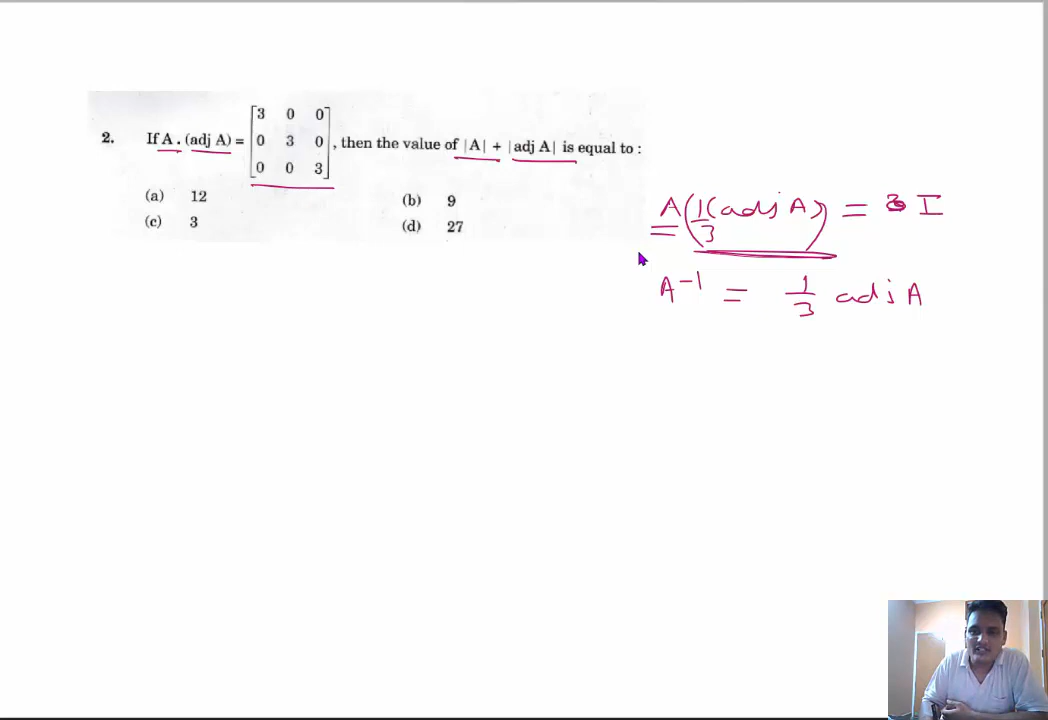 2. If A . (adj A) = [3 0 0
0 3 0
0 0 3] , then the value of |A| + |adj A| is equal to :
(a) 12
(b) 9
(c) 3
(d) 27
A(1/3(adj A)) = I
A⁻¹ = 1/3 adj A